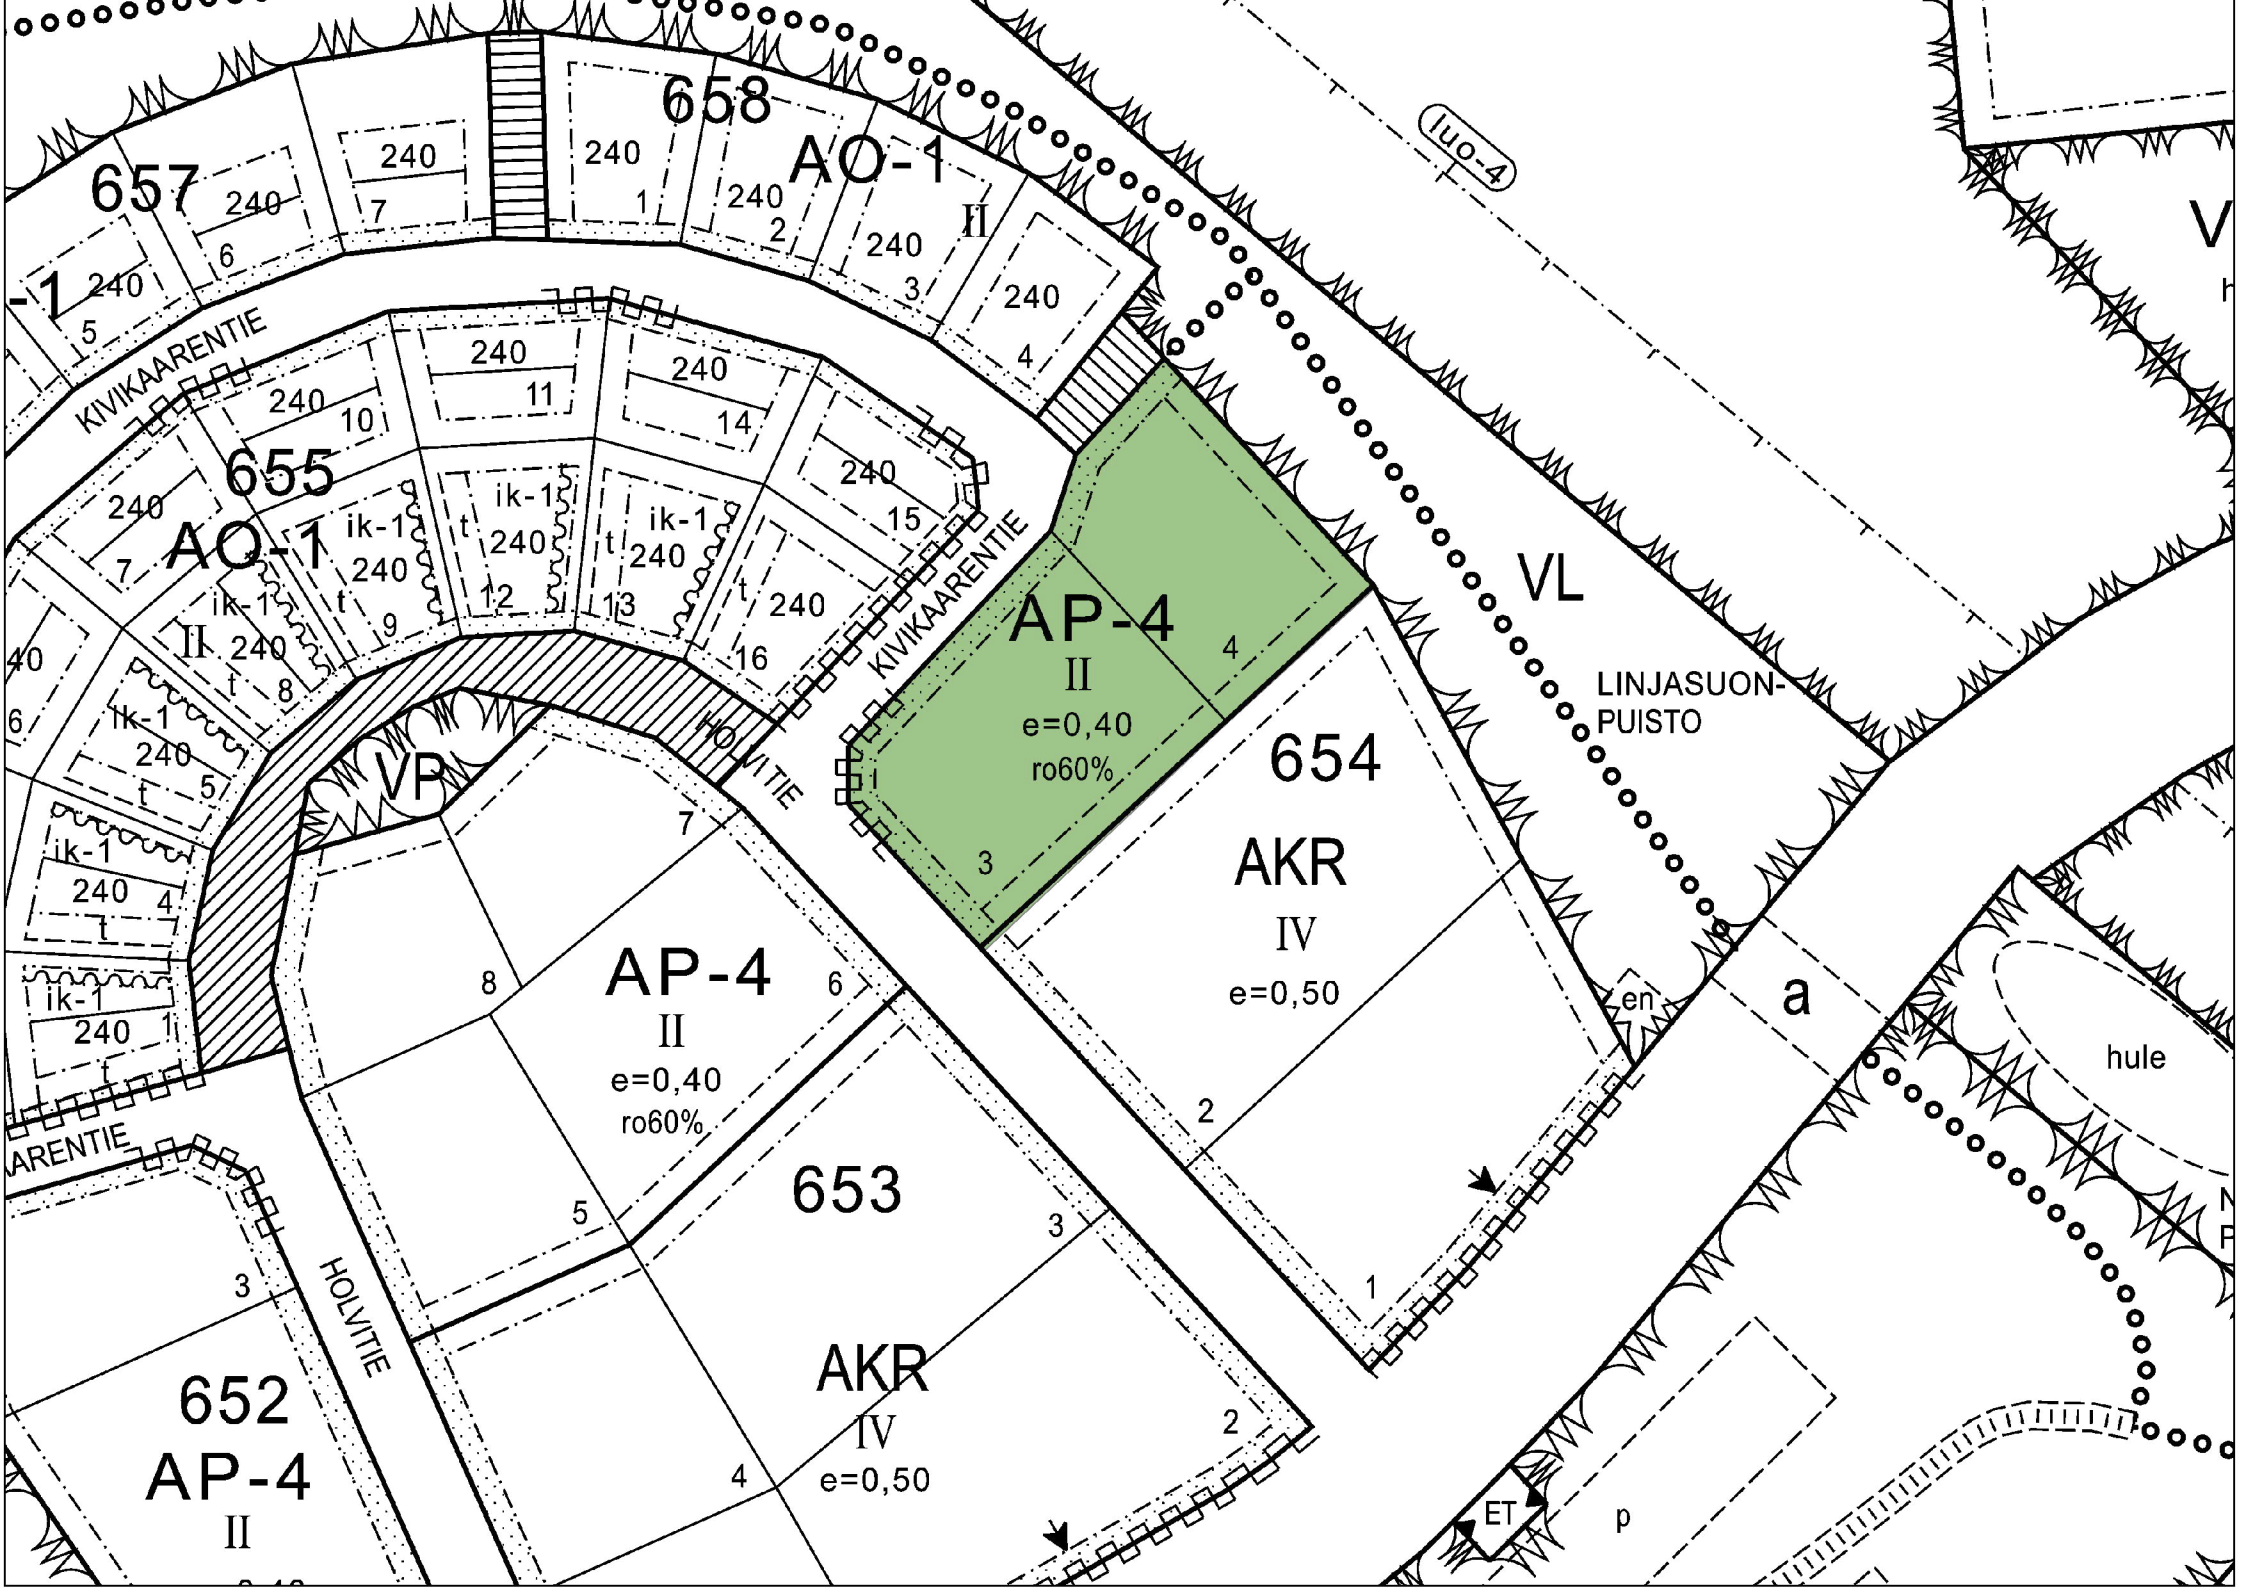 658
657
AO-1
luo-4
240
7
240
1
240
2
240
3
II
240
4
240
6
240
5
-1
KIVIKAARENTIE
655
AO-1
II
240
10
240
11
240
14
240
15
240
7
ik-1
240
t
8
ik-1
240
t
9
ik-1
240
t
12
ik-1
240
t
13
t
240
16
40
6
ik-1
240
5
t
ik-1
240
4
t
ik-1
240
1
t
KIVIKAARENTIE
HOLVITIE
VP
AP-4
II
e=0,40
ro60%
4
3
654
AKR
IV
e=0,50
2
1
VL
LINJASUON-
PUISTO
en
a
hule
7
8
6
5
AP-4
II
e=0,40
ro60%
653
3
AKR
IV
e=0,50
2
4
AARENTIE
HOLVITIE
3
652
AP-4
II
ET
p
V